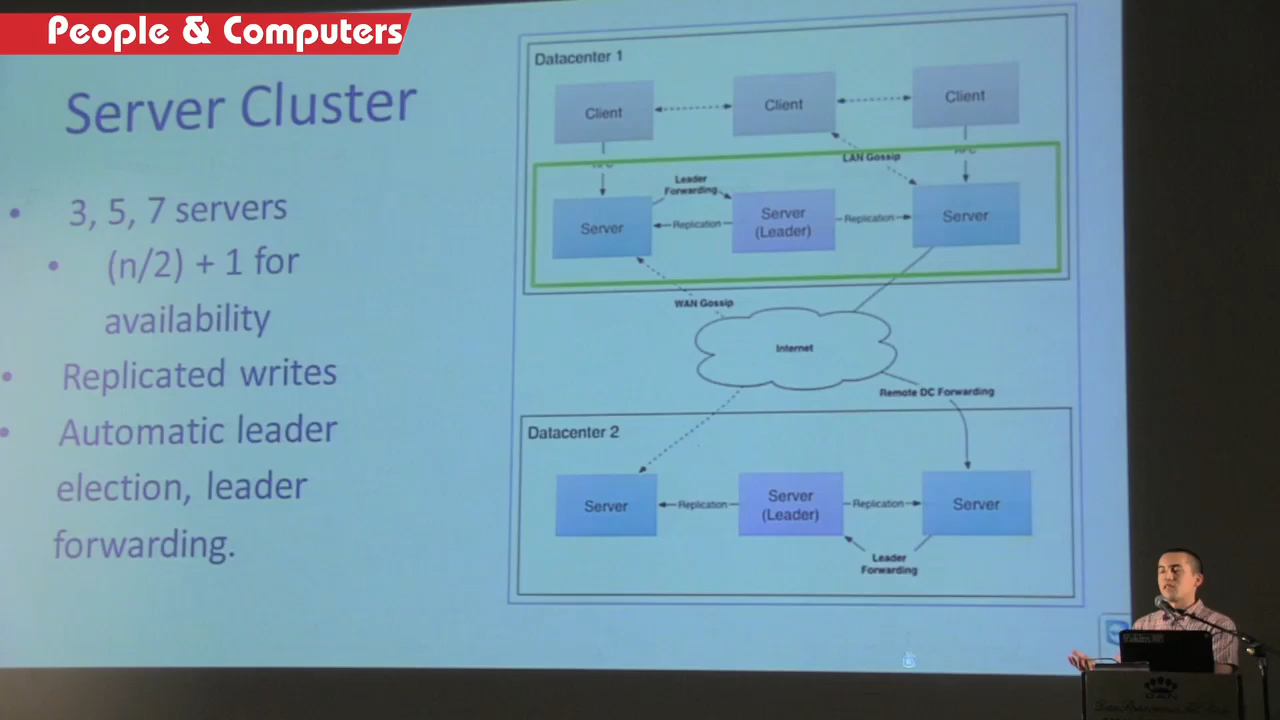 People & Computers
Server Cluster
• 3, 5, 7 servers
• (n/2) + 1 for
availability
• Replicated writes
• Automatic leader
election, leader
forwarding.
Datacenter 1
Client
Client
Client
LAN Gossip
Leader
Forwarding
Server
Replication
Server
(Leader)
Replication
Server
WAN Gossip
Internet
Remote DC Forwarding
Datacenter 2
Server
Replication
Server
(Leader)
Replication
Server
Leader
Forwarding